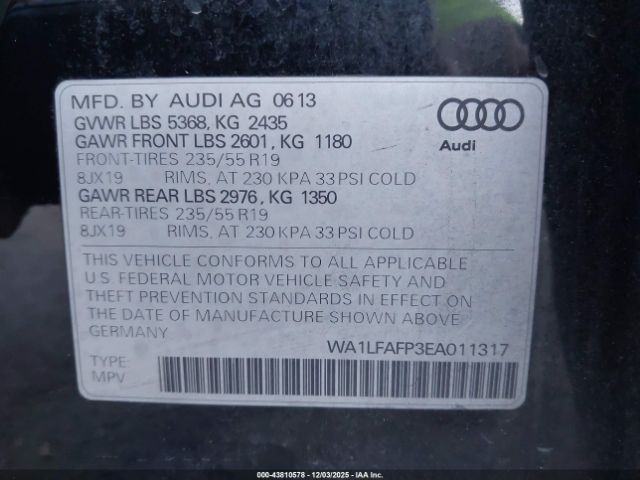 MFD. BY AUDI AG 0613
GVWR LBS 5368, KG 2435
GAWR FRONT LBS 2601, KG 1180
FRONT-TIRES 235/55 R19
8JX19 RIMS, AT 230 KPA 33 PSI COLD
GAWR REAR LBS 2976, KG 1350
REAR-TIRES 235/55 R19
8JX19 RIMS, AT 230 KPA 33 PSI COLD
Audi
THIS VEHICLE CONFORMS TO ALL APPLICABLE
U.S. FEDERAL MOTOR VEHICLE SAFETY AND
THEFT PREVENTION STANDARDS IN EFFECT ON
THE DATE OF MANUFACTURE SHOWN ABOVE.
GERMANY
WA1LFAFP3EA011317
TYPE:
MPV
000-43810578 - 12/03/2025 - IAA Inc.